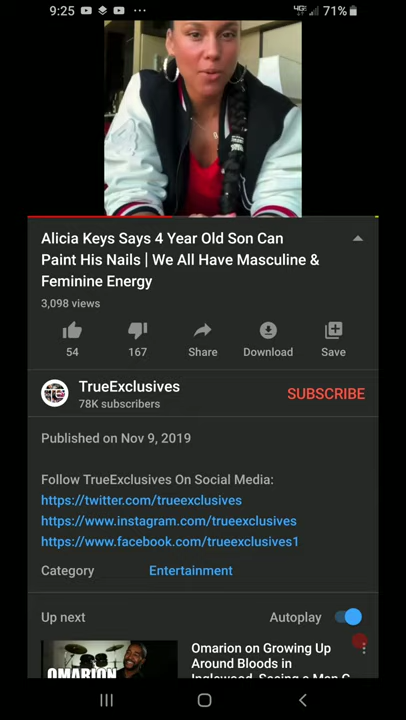 9:25
4G
71%
Alicia Keys Says 4 Year Old Son Can
Paint His Nails | We All Have Masculine &
Feminine Energy
3,098 views
54
167
Share
Download
Save
TrueExclusives
SUBSCRIBE
78K subscribers
Published on Nov 9, 2019
Follow TrueExclusives On Social Media:
https://twitter.com/trueexclusives
https://www.instagram.com/trueexclusives
https://www.facebook.com/trueexclusives1
Category
Entertainment
Up next
Autoplay
OMARION
Omarion on Growing Up
Around Bloods in
Inglewood, Seeing a Man G